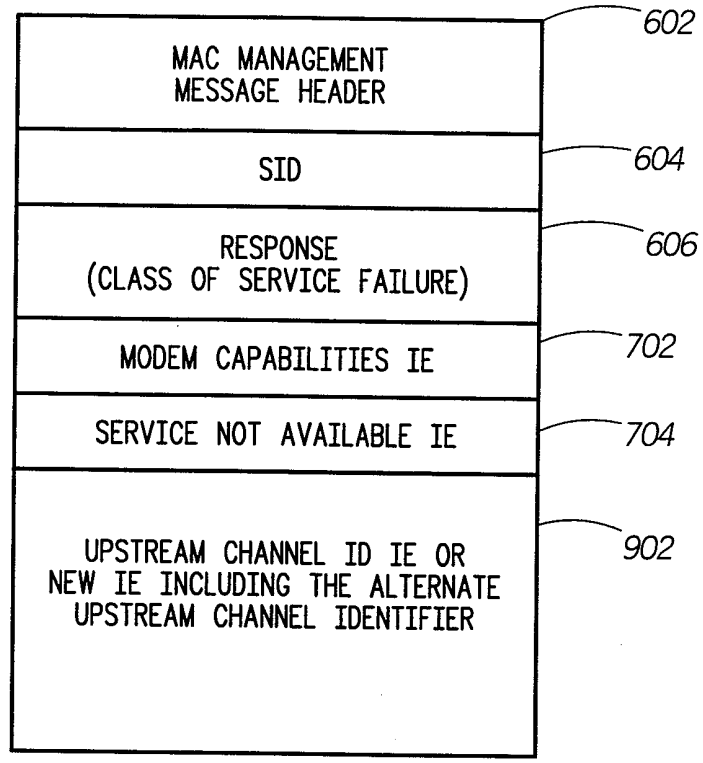 MAC MANAGEMENT
MESSAGE HEADER
602
SID
604
RESPONSE
(CLASS OF SERVICE FAILURE)
606
MODEM CAPABILITIES IE
702
SERVICE NOT AVAILABLE IE
704
UPSTREAM CHANNEL ID IE OR
NEW IE INCLUDING THE ALTERNATE
UPSTREAM CHANNEL IDENTIFIER
902